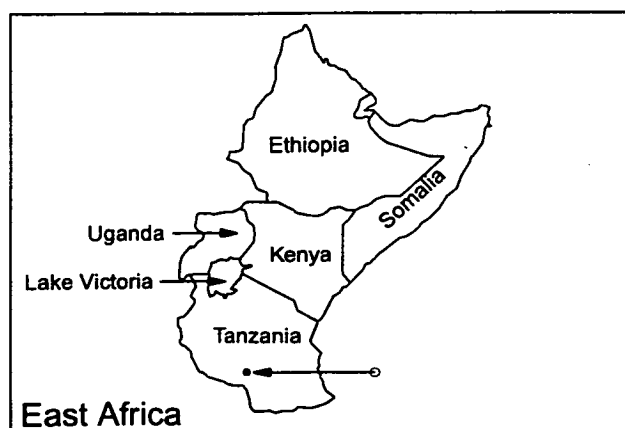 Ethiopia
Somalia
Uganda
Kenya
Lake Victoria
Tanzania
East Africa